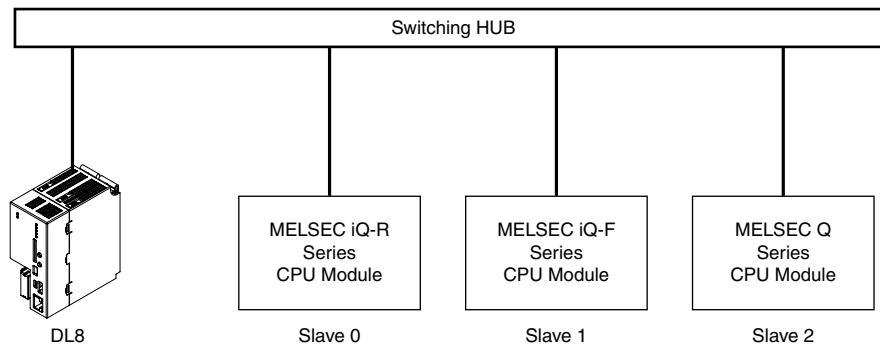 Switching HUB
MELSEC iQ-R
Series
CPU Module
MELSEC iQ-F
Series
CPU Module
MELSEC Q
Series
CPU Module
DL8
Slave 0
Slave 1
Slave 2